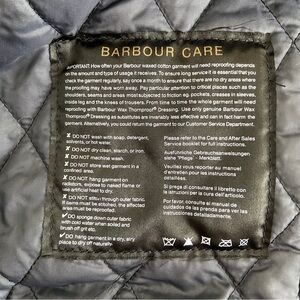 BARBOUR CARE
IMPORTANT: How often your Barbour waxed cotton garment will need reproofing depends
on the amount and type of usage it receives. To ensure long service it is essential that you
check the garment regularly, say once a month to ensure that there are no dry areas where
the proofing may have worn away. Pay particular attention to critical places such as the
shoulders, seams and areas most subjected to friction eg. pockets, creases in sleeves,
inside leg and the knees of trousers. From time to time the whole garment will need
reproofing with Barbour Wax Thornproof® Dressing. Use only genuine Barbour Wax
Thornproof® Dressing as substitutes are invariably less effective and can in fact harm the
garment. Alternatively, you could return the garment to our Customer Service Department.
✗ DO NOT wash with soap, detergent,
solvents, or hot water.
✗ DO NOT dry clean, starch, or iron.
✗ DO NOT machine wash.
✗ DO NOT store wet garment in a
confined area.
✗ DO NOT hang garment on
radiators, expose to naked flame or
use artificial heat to dry.
✗ DO NOT stitch through outer fabric
If items must be stitched, the affected
area must be reproofed.
✓ DO sponge down outer fabric
with cold water when soiled and
brush off when dry.
✓ DO hang garment in a dry, airy
place to dry off naturally.
Please refer to the Care and After Sales
Service booklet for full instructions.
Ausführliche Gebrauchsanweisungen
siehe "Pflege" - Merkblatt.
Veuillez vous reporter au manuel
d'entretien pour les instructions
detaillées.
Si prega di consultare il libretto con
le istruzioni per la cura dell'articolo.
Por favor, consulte al manual de
cuidados de la prenda para ver las
instrucciones detalladas.